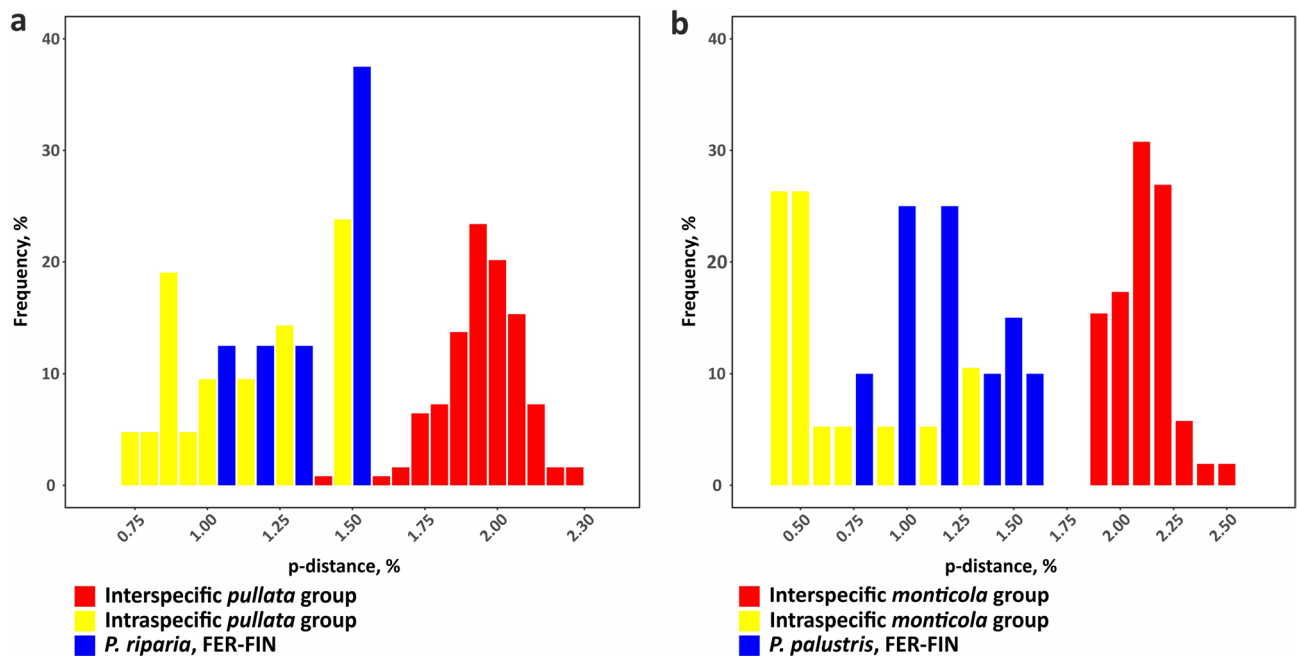 a
40
30
20
10
0
Frequency, %
0.75
1.00
1.25
1.50
1.75
2.00
2.30
p-distance, %
Interspecific pullata group
Intraspecific pullata group
P. riparia, FER-FIN
b
40
30
20
10
0
Frequency, %
0.50
0.75
1.00
1.25
1.50
1.75
2.00
2.25
2.50
p-distance, %
Interspecific monticola group
Intraspecific monticola group
P. palustris, FER-FIN